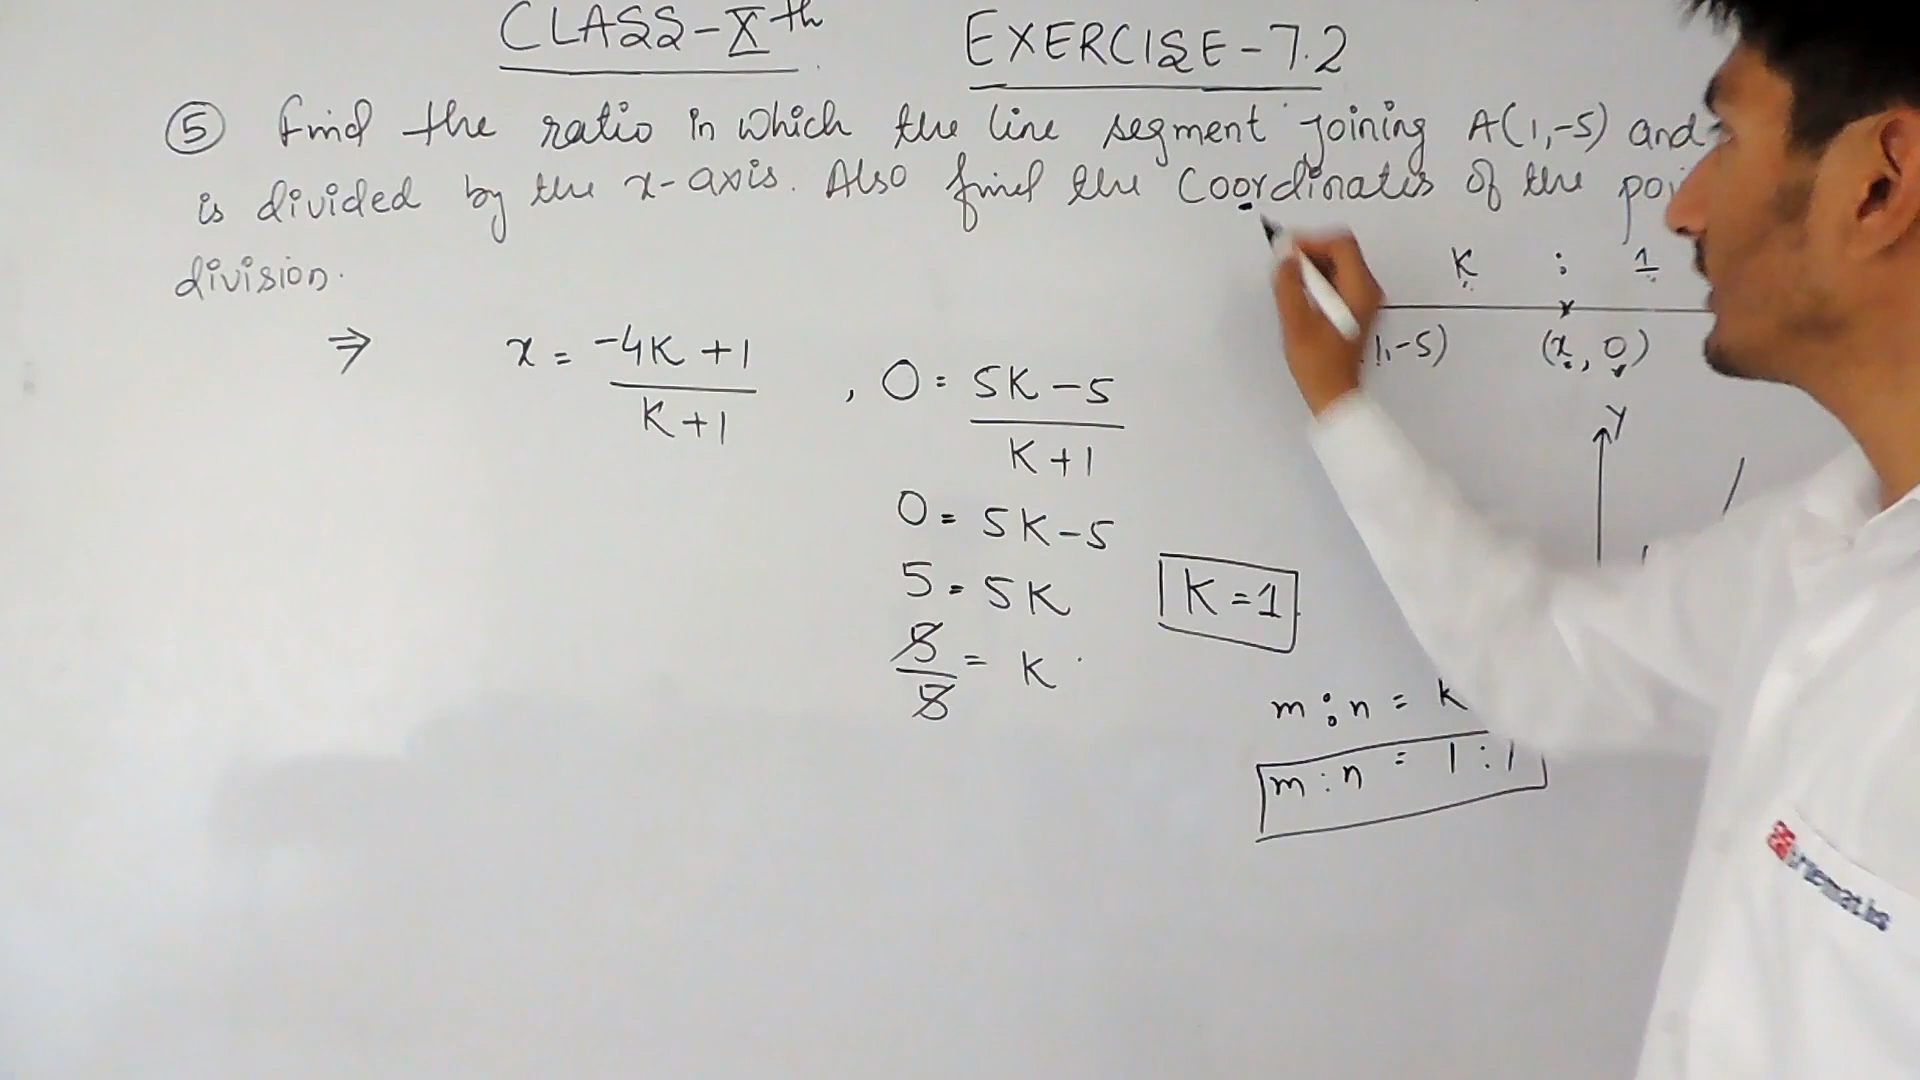 CLASS-Xth EXERCISE-7.2
⑤ Find the ratio in which the line segment joining A(1,-5) and
is divided by the x-axis. Also find the Coordinates of the
division.
K : 1
1,-5) (x, 0)
⇒ x = (-4K+1)/(K+1) , 0 = (5K-5)/(K+1)
Y
0 = 5K-5
5 = 5K
K = 1
5/5 = K
m : n = K
m : n = 1 : 1